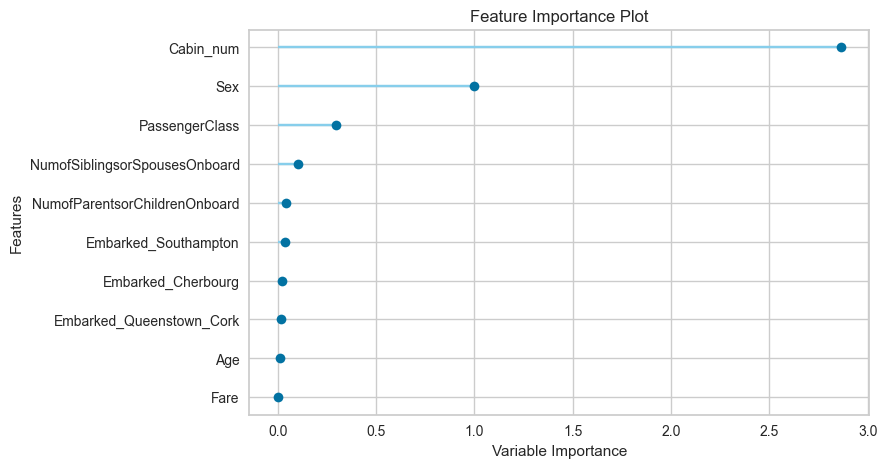 Feature Importance Plot
Cabin_num
Sex
PassengerClass
NumofSiblingsorSpousesOnboard
NumofParentsorChildrenOnboard
Embarked_Southampton
Embarked_Cherbourg
Embarked_Queenstown_Cork
Age
Fare
Features
0.0 0.5 1.0 1.5 2.0 2.5 3.0
Variable Importance